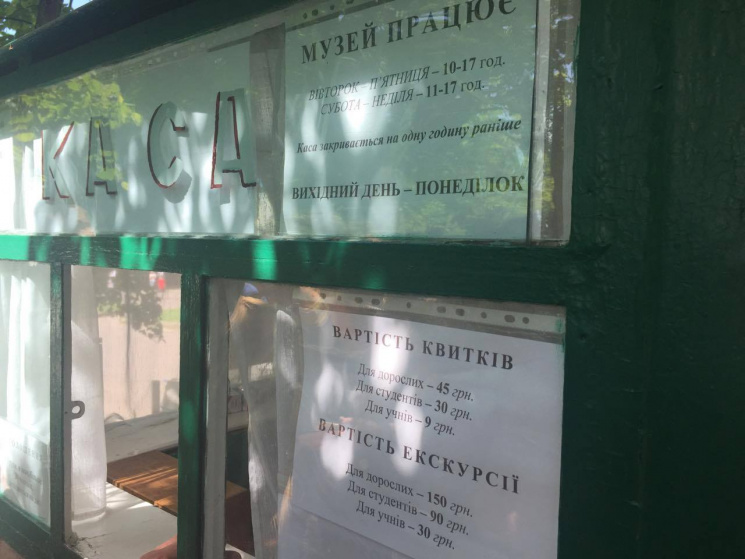 КАСА
МУЗЕЙ ПРАЦЮЄ
ВІВТОРОК – П'ЯТНИЦЯ – 10-17 год.
СУБОТА – НЕДІЛЯ – 11-17 год.
Каса закривається на одну годину раніше
ВИХІДНИЙ ДЕНЬ – ПОНЕДІЛОК
ВАРТІСТЬ КВИТКІВ
Для дорослих – 45 грн.
Для студентів – 30 грн.
Для учнів – 9 грн.
ВАРТІСТЬ ЕКСКУРСІЇ
Для дорослих – 150 грн.
Для студентів – 90 грн.
Для учнів – 30 грн.